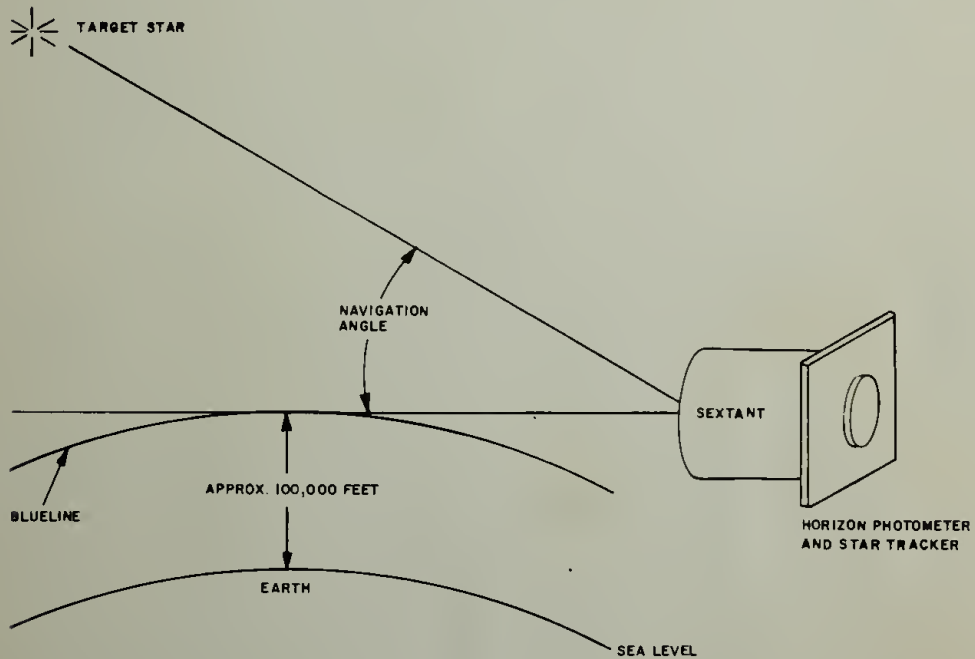 TARGET STAR
NAVIGATION
ANGLE
SEXTANT
APPROX. 100,000 FEET
BLUELINE
HORIZON PHOTOMETER
AND STAR TRACKER
EARTH
SEA LEVEL